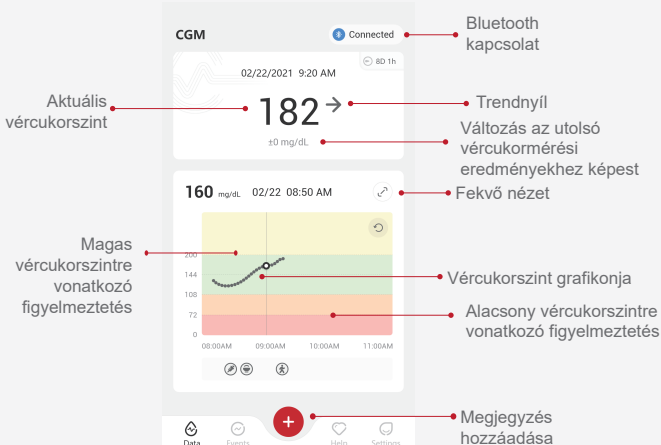 CGM
Connected
Bluetooth
kapcsolat
8D 1h
02/22/2021 9:20 AM
Aktuális
vércukorszint
182
Trendnyíl
±0 mg/dL
Változás az utolsó
vércukormérési
eredményekhez képest
160 mg/dL 02/22 08:50 AM
Fekvő nézet
Magas
vércukorszintre
vonatkozó
figyelmeztetés
200
144
108
72
0
Vércukorszint grafikonja
Alacsony vércukorszintre
vonatkozó figyelmeztetés
08:00AM 09:00AM 10:00AM 11:00AM
Megjegyzés
hozzáadása
Data Events Help Settings